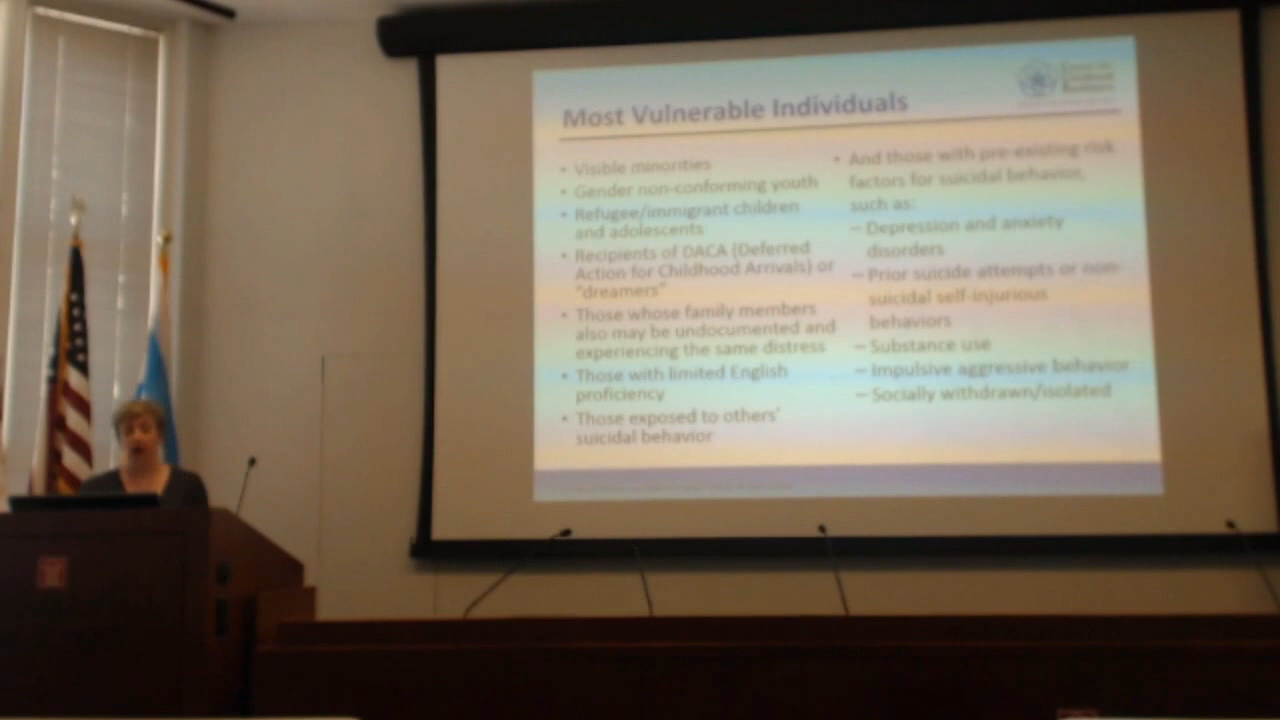 Most Vulnerable Individuals
• Visible minorities
• Gender non-conforming youth
• Refugee/immigrant children
and adolescents
• Recipients of DACA (Deferred
Action for Childhood Arrivals) or
"dreamers"
• Those whose family members
also may be undocumented and
experiencing the same distress
• Those with limited English
proficiency
• Those exposed to others'
suicidal behavior
• And those with pre-existing risk
factors for suicidal behavior,
such as:
– Depression and anxiety
disorders
– Prior suicide attempts or non-
suicidal self-injurious
behaviors
– Substance use
– Impulsive aggressive behavior
– Socially withdrawn/isolated